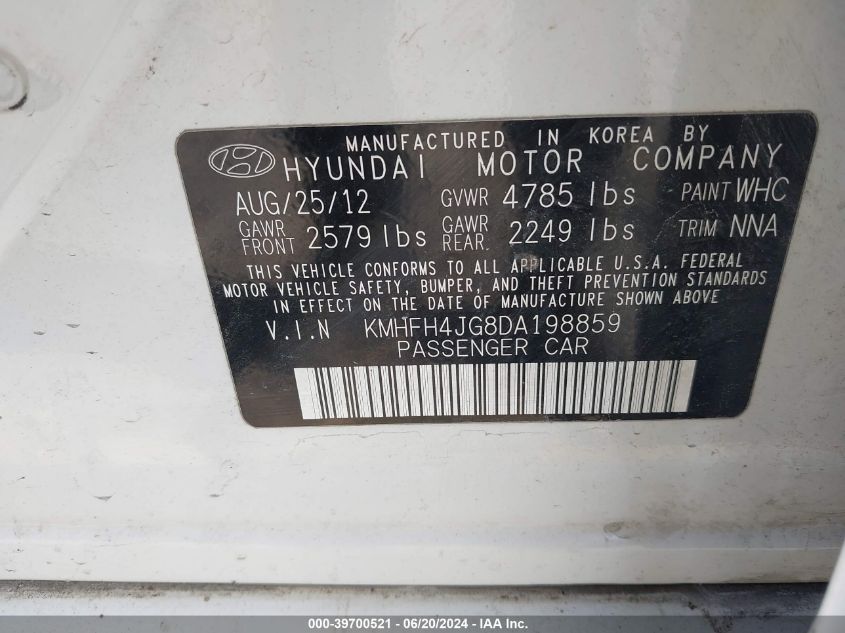 MANUFACTURED IN KOREA BY
HYUNDAI MOTOR COMPANY
AUG/25/12 GVWR 4785 lbs PAINT WHC
GAWR FRONT 2579 lbs GAWR REAR. 2249 lbs TRIM NNA
THIS VEHICLE CONFORMS TO ALL APPLICABLE U.S.A. FEDERAL
MOTOR VEHICLE SAFETY, BUMPER, AND THEFT PREVENTION STANDARDS
IN EFFECT ON THE DATE OF MANUFACTURE SHOWN ABOVE
V.I.N KMHFH4JG8DA198859
PASSENGER CAR
000-39700521 - 06/20/2024 - IAA Holdings, LLC.